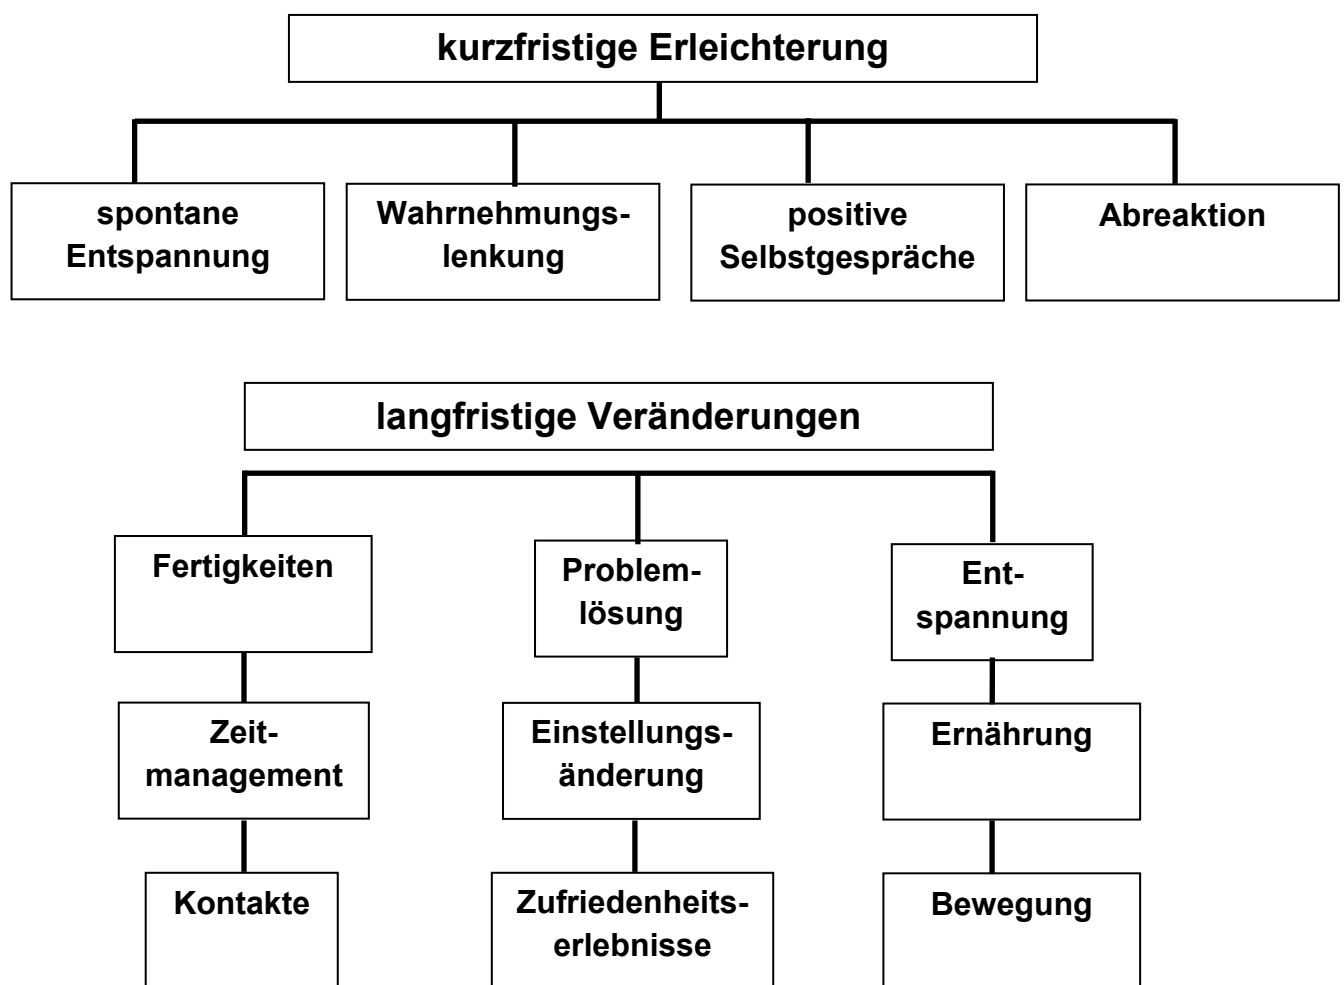 kurzfristige Erleichterung
spontane
Entspannung
Wahrnehmungs-
lenkung
positive
Selbstgespräche
Abreaktion
langfristige Veränderungen
Fertigkeiten
Problem-
lösung
Ent-
spannung
Zeit-
management
Einstellungs-
änderung
Ernährung
Kontakte
Zufriedenheits-
erlebnisse
Bewegung